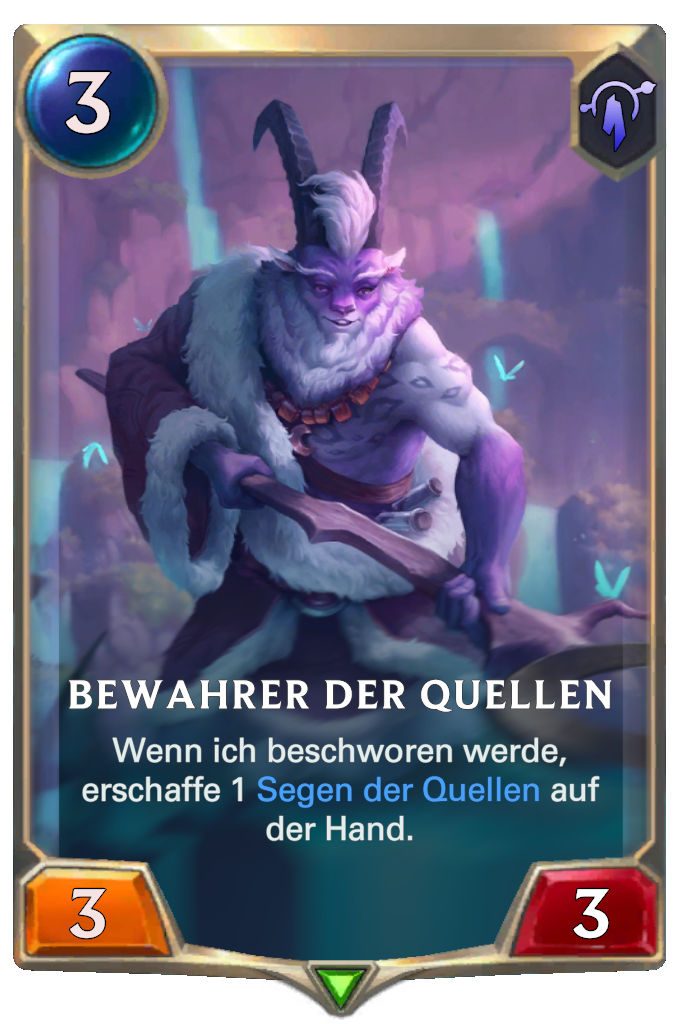 3
BEWAHRER DER QUELLEN
Wenn ich beschworen werde,
erschaffe 1 Segen der Quellen auf
der Hand.
3
3